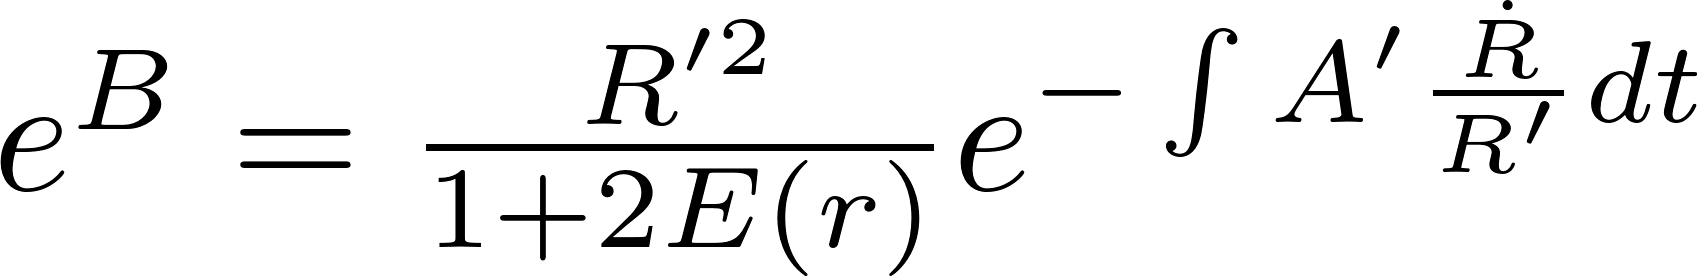 $e^{B} = \frac{R'^{2}}{1+2E(r)} e^{-\int A' \frac{\dot{R}}{R'} dt}$